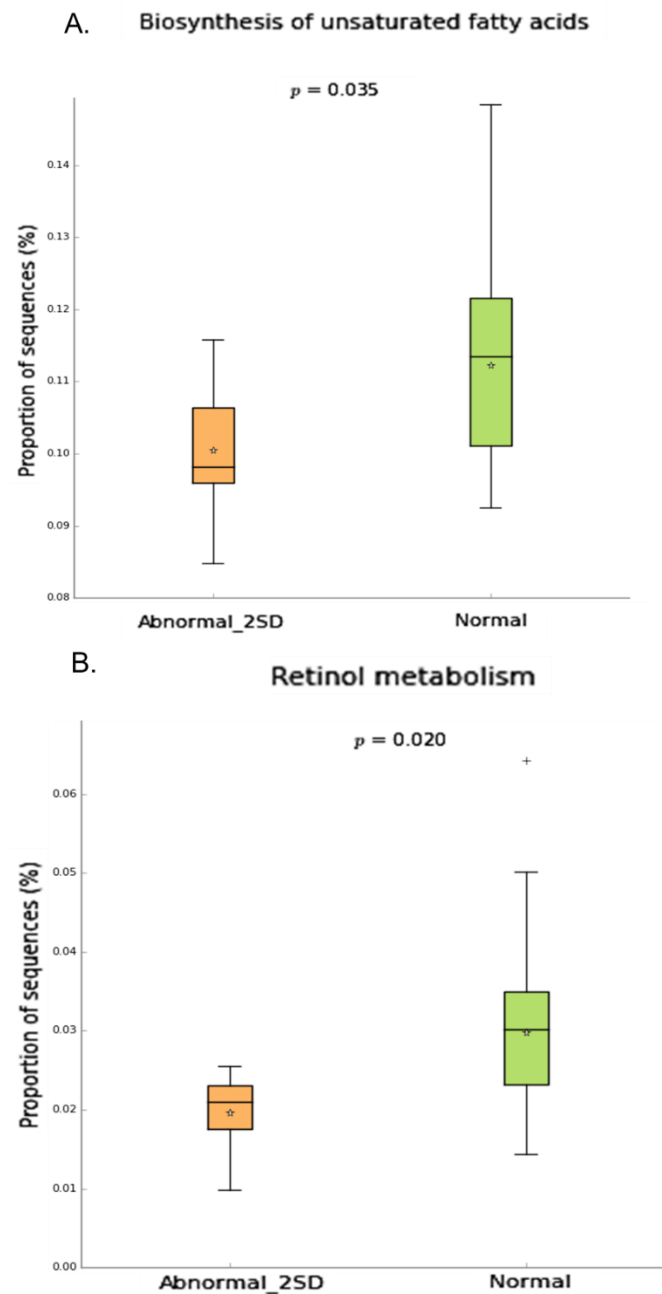 A. Biosynthesis of unsaturated fatty acids
p = 0.035
0.14
0.13
0.12
0.11
0.10
0.09
0.08
Proportion of sequences (%)
Abnormal_2SD Normal
B. Retinol metabolism
p = 0.020
0.06
0.05
0.04
0.03
0.02
0.01
0.00
Proportion of sequences (%)
Abnormal_2SD Normal